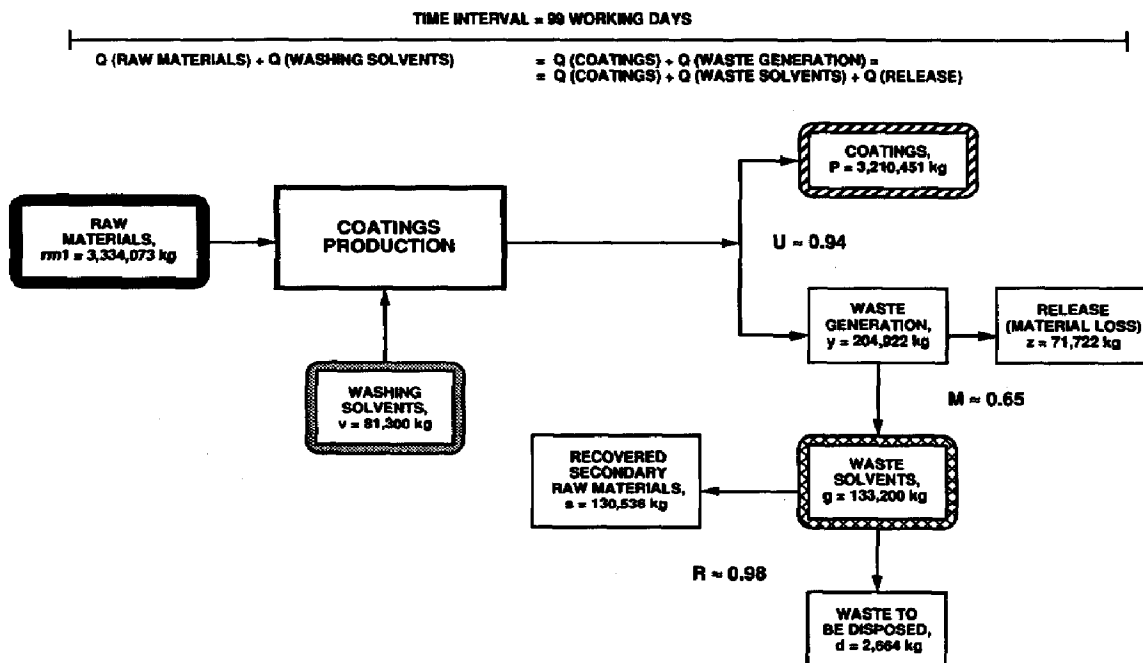 TIME INTERVAL = 99 WORKING DAYS
Q (RAW MATERIALS) + Q (WASHING SOLVENTS) = Q (COATINGS) + Q (WASTE GENERATION) =
= Q (COATINGS) + Q (WASTE SOLVENTS) + Q (RELEASE)
COATINGS,
P = 3,210,451 kg
RAW
MATERIALS,
rm1 = 3,334,073 kg
COATINGS
PRODUCTION
U ≈ 0.94
WASTE
GENERATION,
y = 204,922 kg
RELEASE
(MATERIAL LOSS)
z = 71,722 kg
WASHING
SOLVENTS,
v = 81,300 kg
M ≈ 0.65
RECOVERED
SECONDARY
RAW MATERIALS,
s = 130,536 kg
WASTE
SOLVENTS,
g = 133,200 kg
R ≈ 0.98
WASTE TO
BE DISPOSED,
d = 2,664 kg